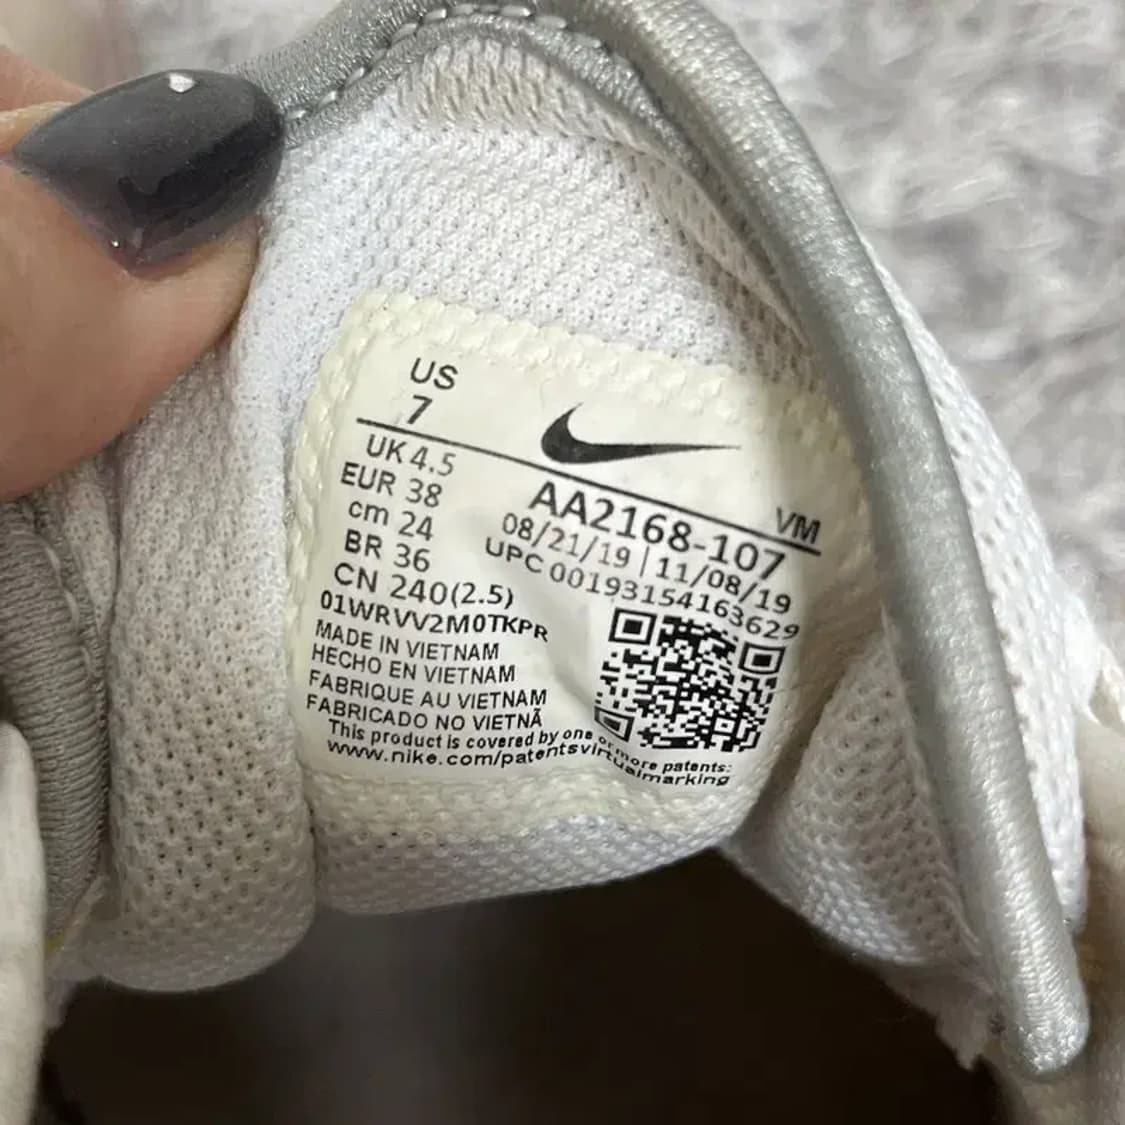 US
7
UK 4.5
EUR 38
cm 24
BR 36
CN 240(2.5)
VM
AA2168-107
08/21/19 | 11/08/19
UPC 00193154163629
01WRVV2M0TKPR
MADE IN VIETNAM
HECHO EN VIETNAM
FABRIQUE AU VIETNAM
FABRICADO NO VIETNÃ
This product is covered by one or more patents:
www.nike.com/patentsvirtualmarking